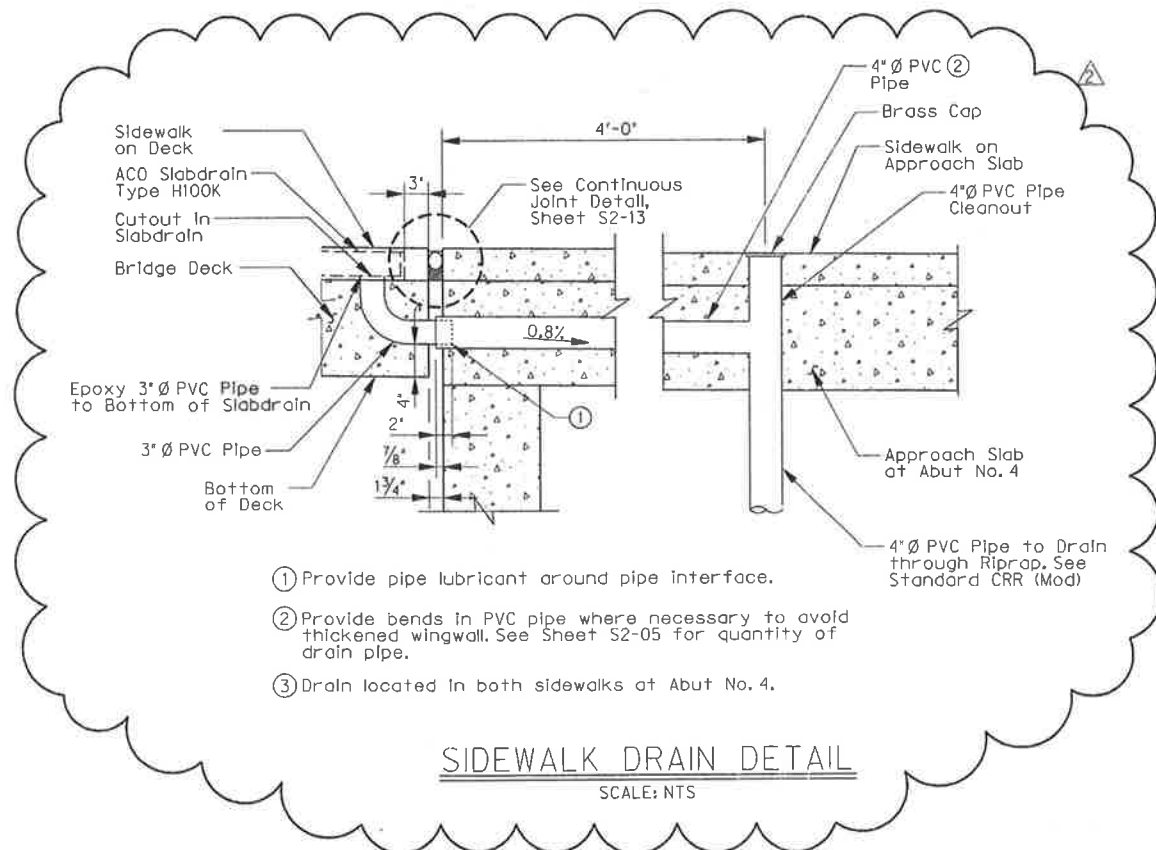 4"Ø PVC ②
Pipe
2
Brass Cap
Sidewalk
on Deck
4'-0"
Sidewalk on
Approach Slab
ACO Slabdrain
Type H100K
3"
See Continuous
Joint Detail,
Sheet S2-13
4"Ø PVC Pipe
Cleanout
Cutout In
Slabdrain
Bridge Deck
0.8%
Epoxy 3"Ø PVC Pipe
to Bottom of Slabdrain
4"
2"
①
3"Ø PVC Pipe
7/8"
Approach Slab
at Abut No. 4
Bottom
of Deck
1 3/4"
4"Ø PVC Pipe to Drain
through Riprap. See
Standard CRR (Mod)
① Provide pipe lubricant around pipe interface.
② Provide bends in PVC pipe where necessary to avoid
thickened wingwall. See Sheet S2-05 for quantity of
drain pipe.
③ Drain located in both sidewalks at Abut No. 4.
SIDEWALK DRAIN DETAIL
SCALE: NTS